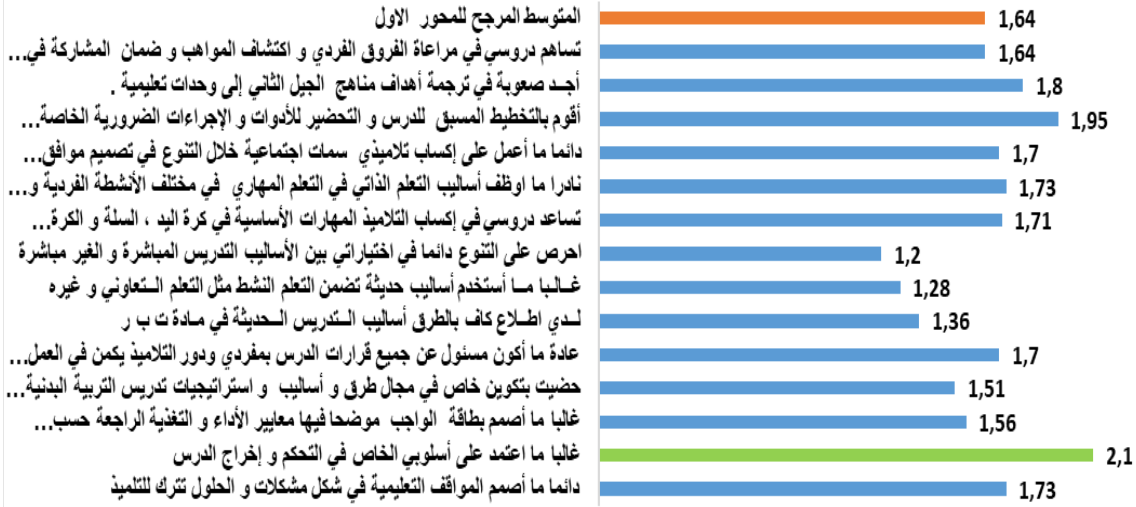 المتوسط المرجح للمحور الاول 1,64
تساهم دروسي في مراعاة الفروق الفردي و اكتشاف المواهب و ضمان المشاركة في... 1,64
أجد صعوبة في ترجمة أهداف مناهج الجيل الثاني إلى وحدات تعليمية . 1,8
أقوم بالتخطيط المسبق للدرس و التحضير للأدوات و الإجراءات الضرورية الخاصة... 1,95
دائما ما أعمل على إكساب تلاميذي سمات اجتماعية خلال التنوع في تصميم موافق... 1,7
نادرا ما اوظف أساليب التعلم الذاتي في التعلم المهاري في مختلف الأنشطة الفردية و... 1,73
تساعد دروسي في إكساب التلاميذ المهارات الأساسية في كرة اليد ، السلة و الكرة... 1,71
احرص على التنوع دائما في اختياراتي بين الأساليب التدريس المباشرة و الغير مباشرة 1,2
غـالبا مـا أستخدم أساليب حديثة تضمن التعلم النشط مثل التعلم الـتعاوني و غيره 1,28
لـدي اطـلاع كاف بالطرق أساليب الـتدريس الـحديثة في مـادة ت ب ر 1,36
عادة ما أكون مسئول عن جميع قرارات الدرس بمفردي ودور التلاميذ يكمن في العمل... 1,7
حضيت بتكوين خاص في مجال طرق و أساليب و استراتيجيات تدريس التربية البدنية... 1,51
غالبا ما أصمم بطاقة الواجب موضحا فيها معايير الأداء و التغذية الراجعة حسب... 1,56
غالبا ما اعتمد على أسلوبي الخاص في التحكم و إخراج الدرس 2,1
دائما ما أصمم المواقف التعليمية في شكل مشكلات و الحلول تترك للتلميذ 1,73